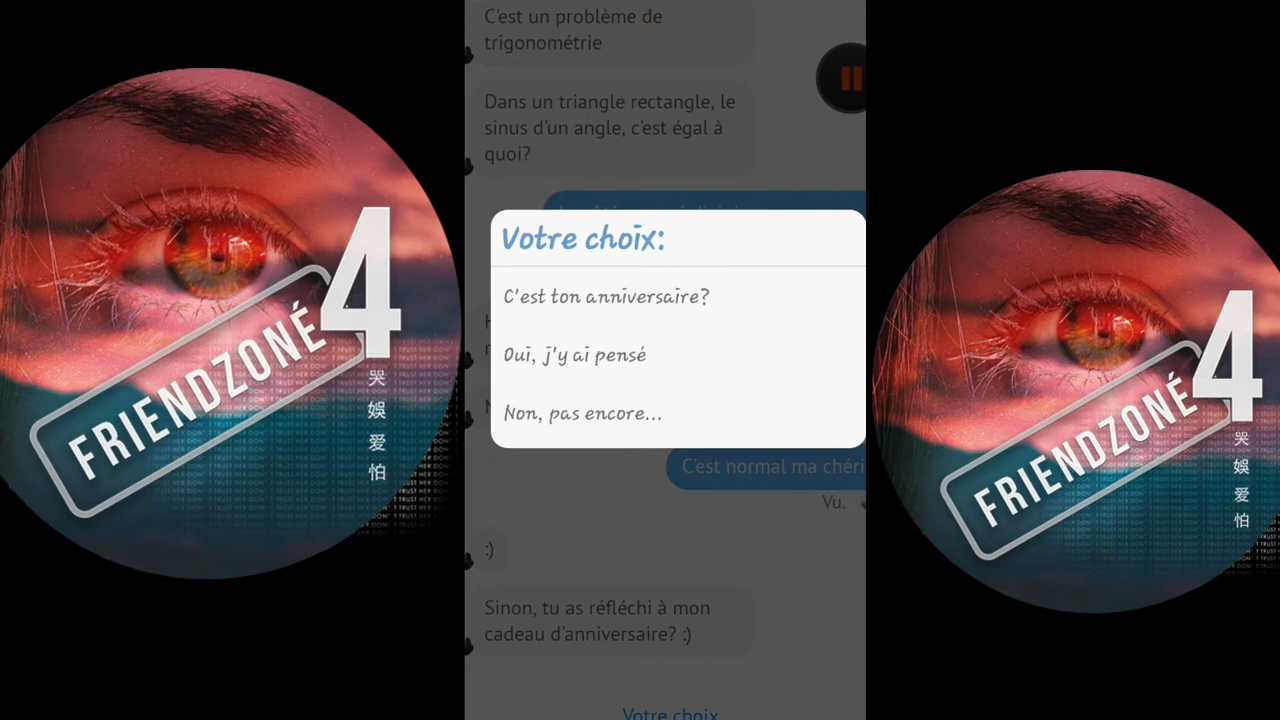 FRIENDZONÉ
4
哭
娯
爱
怕
C'est un problème de
trigonométrie
Dans un triangle rectangle, le
sinus d'un angle, c'est égal à
quoi?
Votre choix:
C'est ton anniversaire?
Oui, j'y ai pensé
Non, pas encore...
C'est normal ma chéri
Vu.
:)
Sinon, tu as réfléchi à mon
cadeau d'anniversaire? :)
Votre choix
FRIENDZONÉ
4
哭
娯
爱
怕